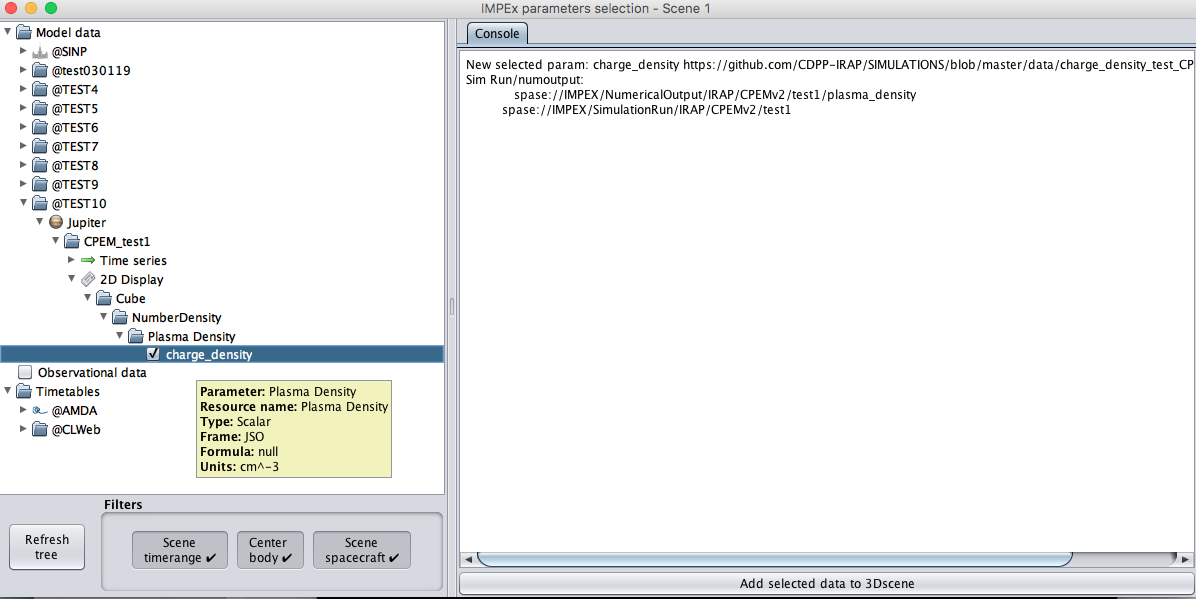 IMPEx parameters selection - Scene 1
Model data
@SINP
@test030119
@TEST4
@TEST5
@TEST6
@TEST7
@TEST8
@TEST9
@TEST10
Jupiter
CPEM_test1
Time series
2D Display
Cube
NumberDensity
Plasma Density
charge_density
Observational data
Timetables
@AMDA
@CLWeb
Parameter: Plasma Density
Resource name: Plasma Density
Type: Scalar
Frame: JSO
Formula: null
Units: cm^-3
Filters
Refresh
tree
Scene
timerange ✔
Center
body ✔
Scene
spacecraft ✔
Console
New selected param: charge_density https://github.com/CDPP-IRAP/SIMULATIONS/blob/master/data/charge_density_test_CP
Sim Run/numoutput:
spase://IMPEX/NumericalOutput/IRAP/CPEMv2/test1/plasma_density
spase://IMPEX/SimulationRun/IRAP/CPEMv2/test1
Add selected data to 3Dscene